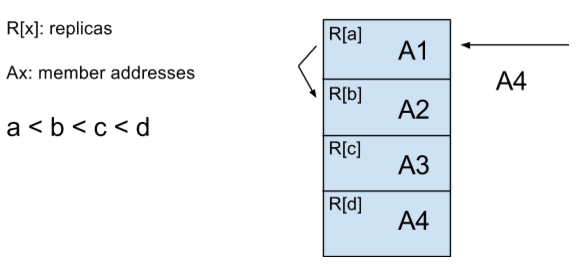 R[x]: replicas
Ax: member addresses
a < b < c < d
R[a]
A1
A4
R[b]
A2
R[c]
A3
R[d]
A4